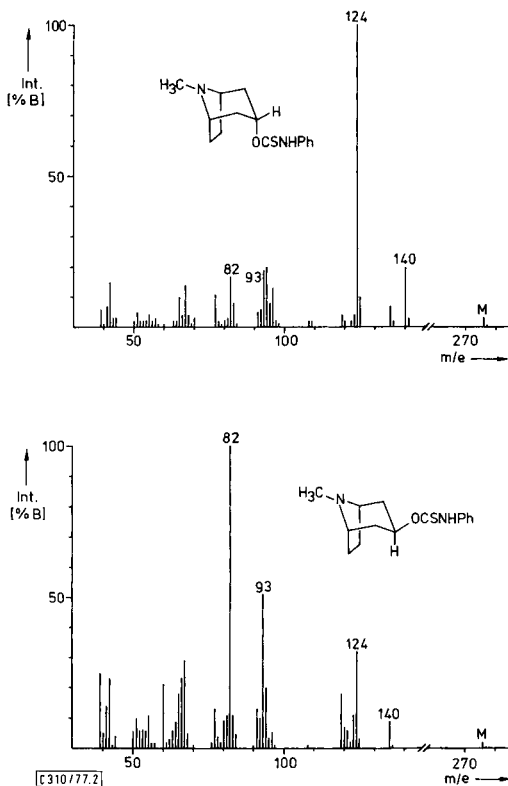 124
100
Int.
[% B]
H₃C
N
H
OCSNHPh
50
140
82
93
M
50
100
270
m/e
100
82
Int.
[% B]
H₃C
N
OCSNHPh
H
93
50
124
140
M
50
100
270
m/e
C310/77.2